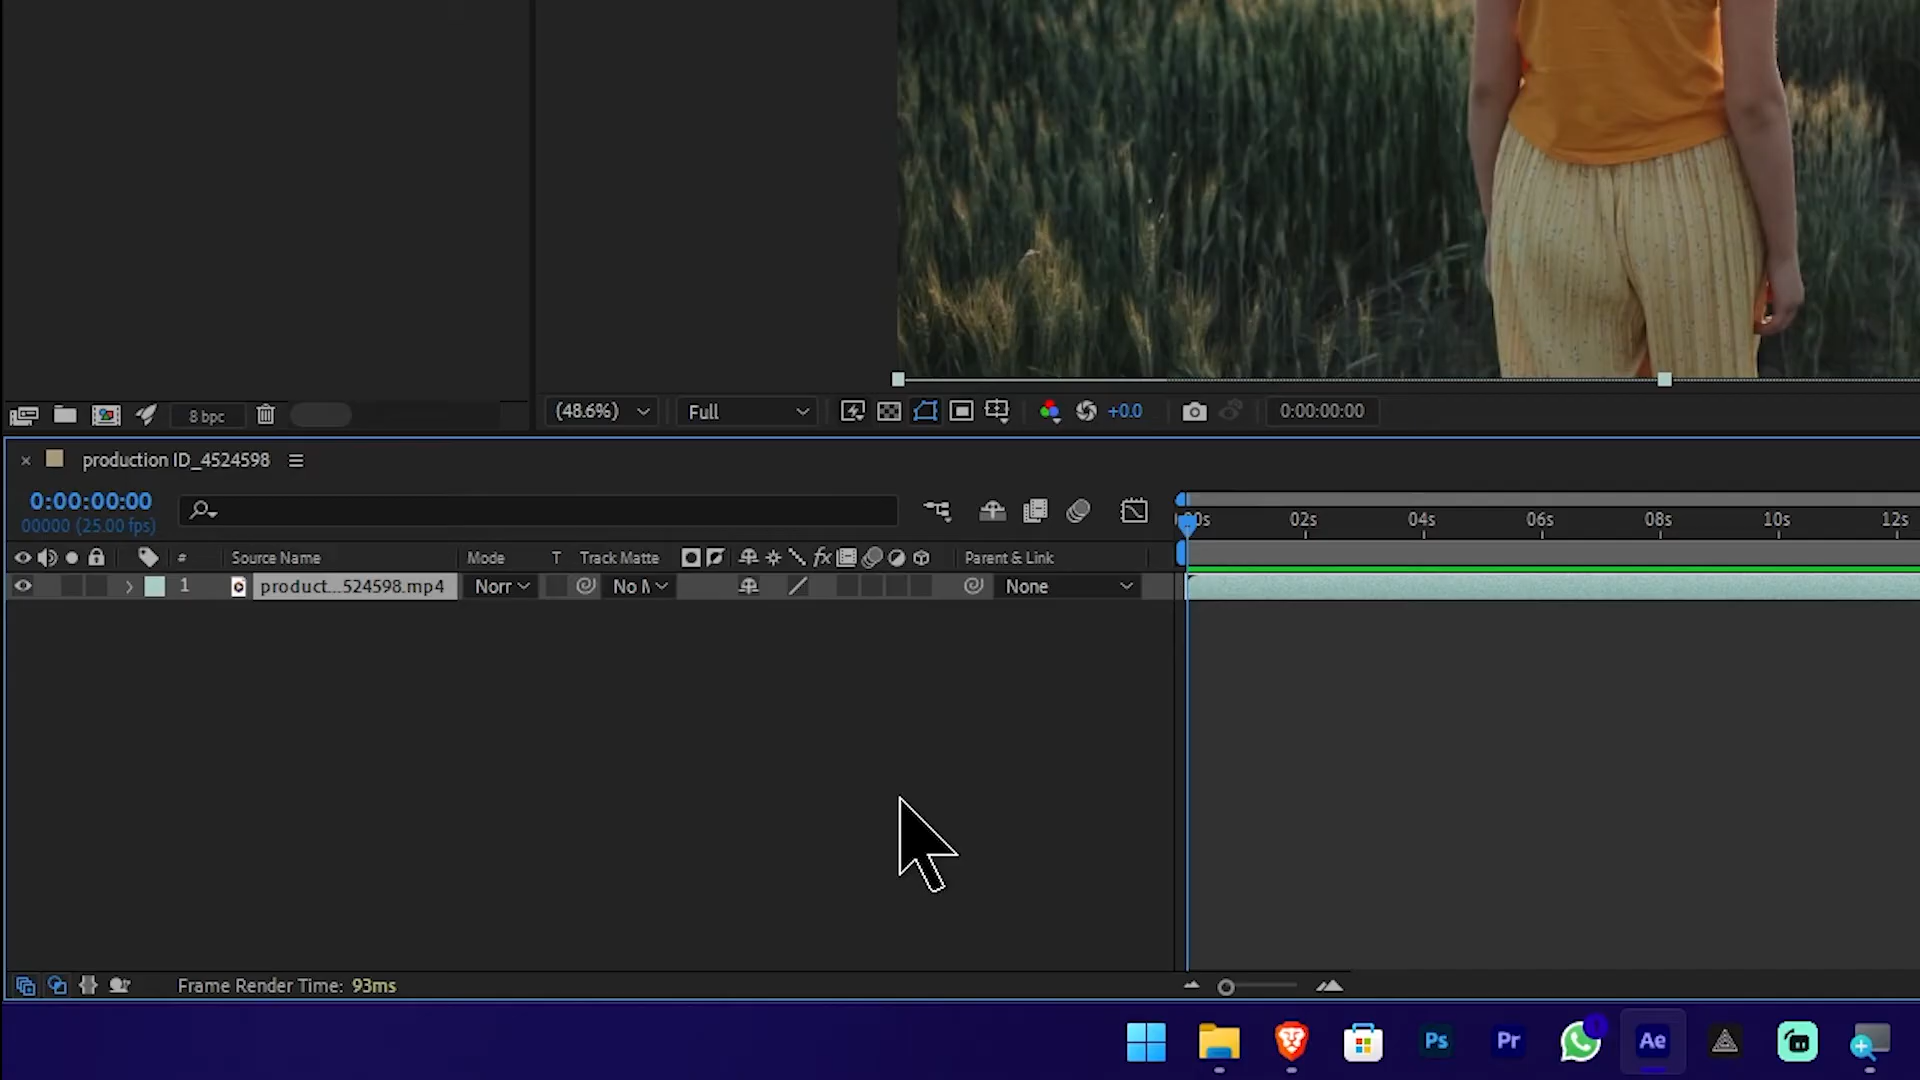 8 bpc
(48.6%)
Full
+0.0
0:00:00:00
production ID_4524598
0:00:00:00
00000 (25.00 fps)
00s 02s 04s 06s 08s 10s 12s
# Source Name Mode T Track Matte fx Parent & Link
1 product...524598.mp4 Norr No M None
Frame Render Time: 93ms
Ps Pr Ae